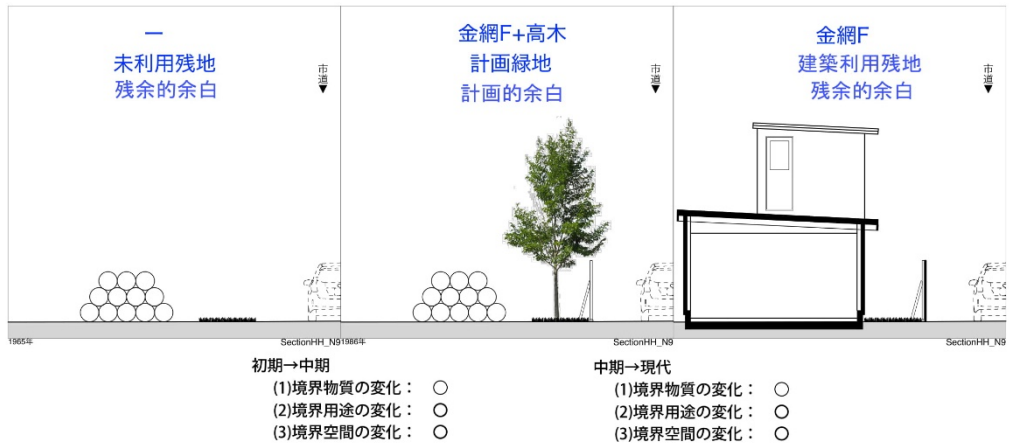 ー
未利用残地
残余的余白
市道▼
1965年
SectionHH_N9
金網F+高木
計画緑地
計画的余白
市道▼
1986年
SectionHH_N9
金網F
建築利用残地
残余的余白
市道▼
SectionHH_N9
初期→中期
(1)境界物質の変化： ○
(2)境界用途の変化： ○
(3)境界空間の変化： ○
中期→現代
(1)境界物質の変化： ○
(2)境界用途の変化： ○
(3)境界空間の変化： ○